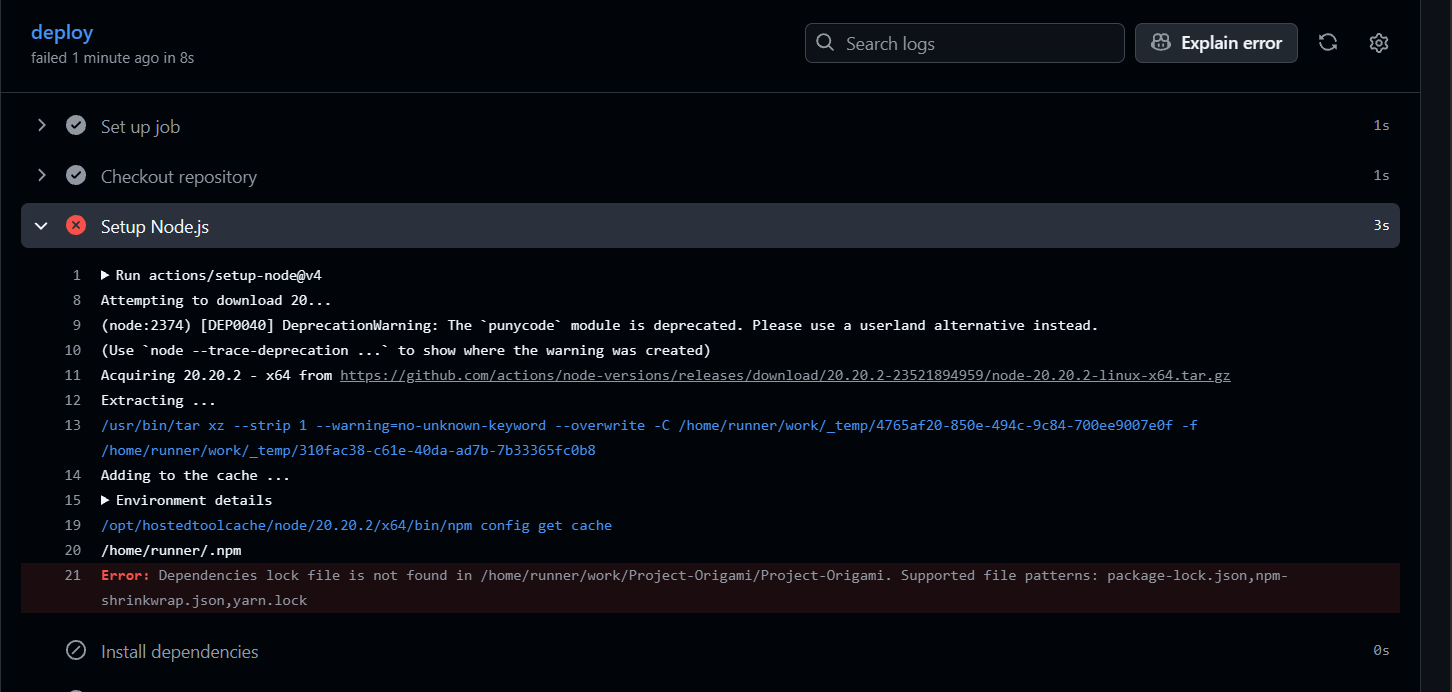 deploy
failed 1 minute ago in 8s
Search logs
Explain error
Set up job 1s
Checkout repository 1s
Setup Node.js 3s
1 Run actions/setup-node@v4
8 Attempting to download 20...
9 (node:2374) [DEP0040] DeprecationWarning: The `punycode` module is deprecated. Please use a userland alternative instead.
10 (Use `node --trace-deprecation ...` to show where the warning was created)
11 Acquiring 20.20.2 - x64 from https://github.com/actions/node-versions/releases/download/20.20.2-23521894959/node-20.20.2-linux-x64.tar.gz
12 Extracting ...
13 /usr/bin/tar xz --strip 1 --warning=no-unknown-keyword --overwrite -C /home/runner/work/_temp/4765af20-850e-494c-9c84-700ee9007e0f -f
/home/runner/work/_temp/310fac38-c61e-40da-ad7b-7b33365fc0b8
14 Adding to the cache ...
15 Environment details
19 /opt/hostedtoolcache/node/20.20.2/x64/bin/npm config get cache
20 /home/runner/.npm
21 Error: Dependencies lock file is not found in /home/runner/work/Project-Origami/Project-Origami. Supported file patterns: package-lock.json,npm-
shrinkwrap.json,yarn.lock
Install dependencies 0s